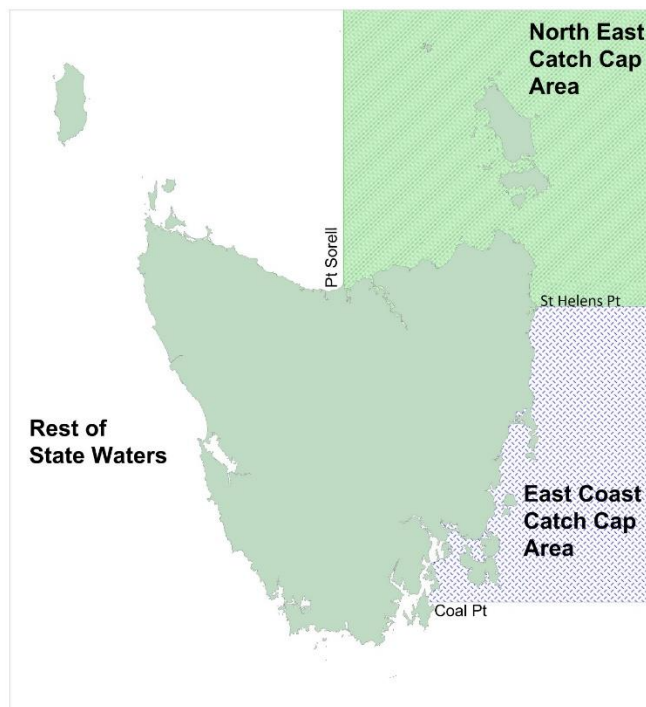 North East
Catch Cap
Area
Pt Sorell
St Helens Pt
Rest of
State Waters
East Coast
Catch Cap
Area
Coal Pt